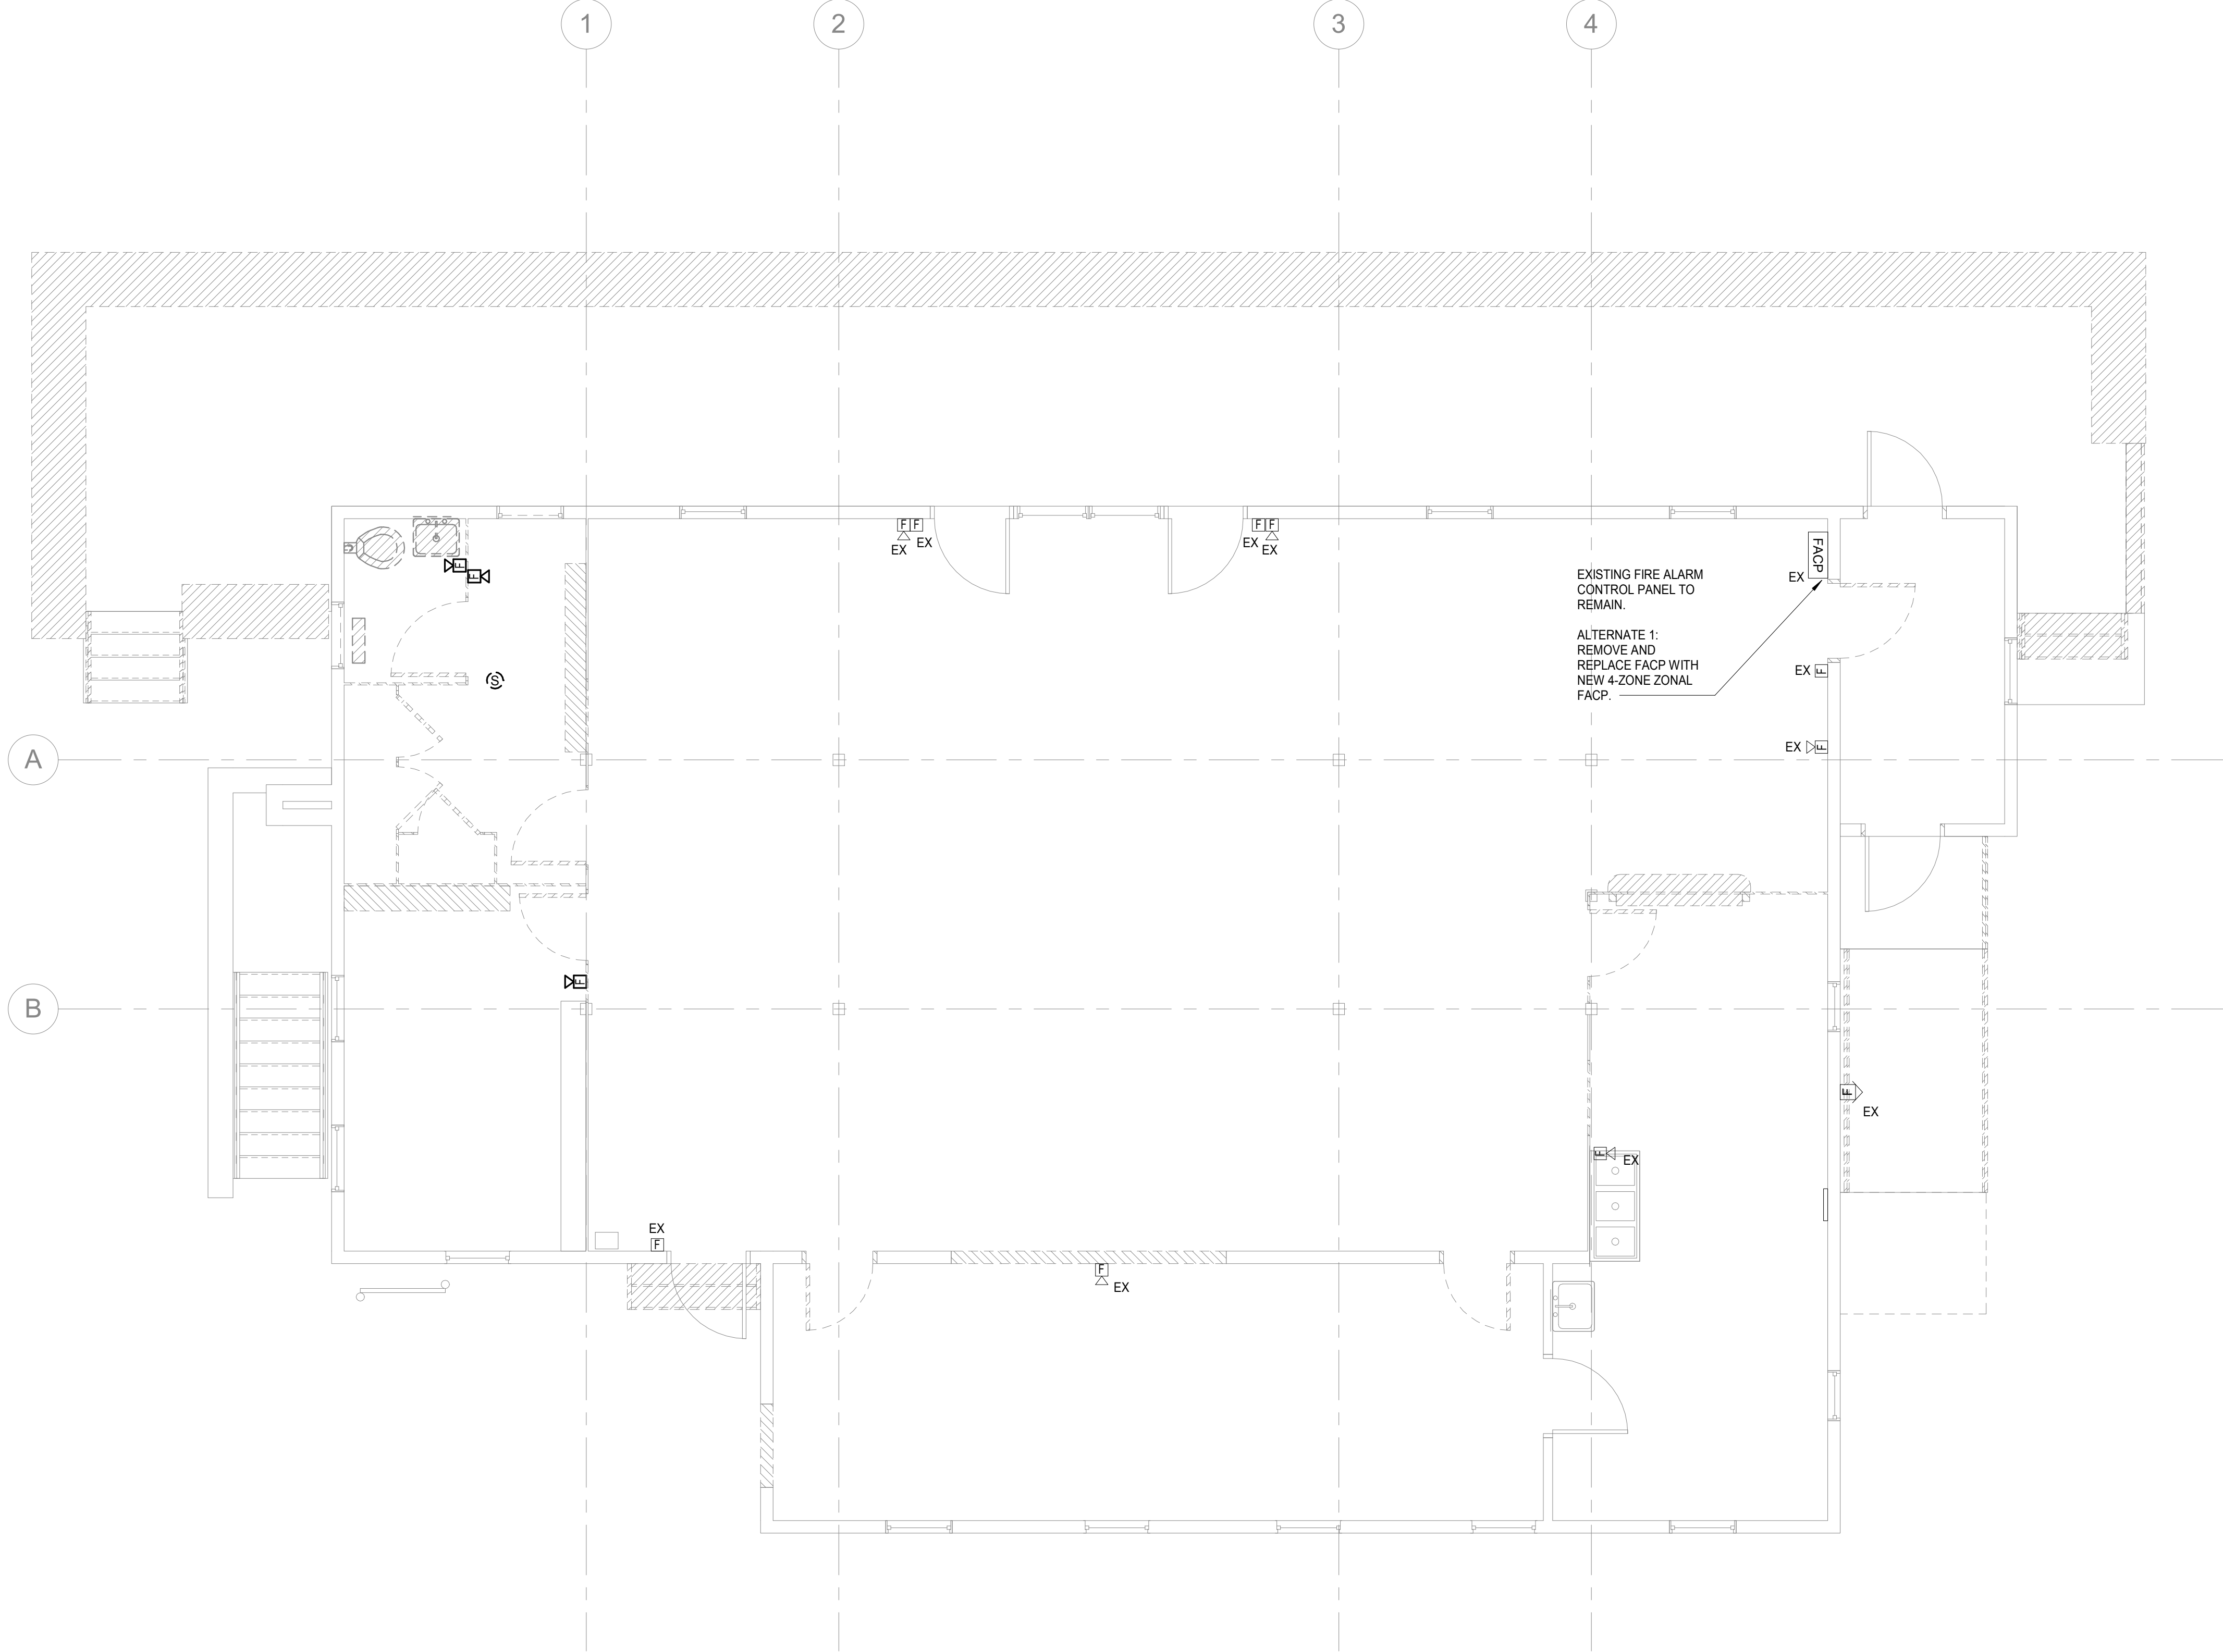 1
2
3
4
F
F F
F F
EX
EX
EX
EX
FACP
EX
EXISTING FIRE ALARM
CONTROL PANEL TO
REMAIN.
ALTERNATE 1:
REMOVE AND
REPLACE FACP WITH
NEW 4-ZONE ZONAL
FACP.
F
S
EX F
EX F
A
F
B
F
EX
F
EX
EX
F
F
EX